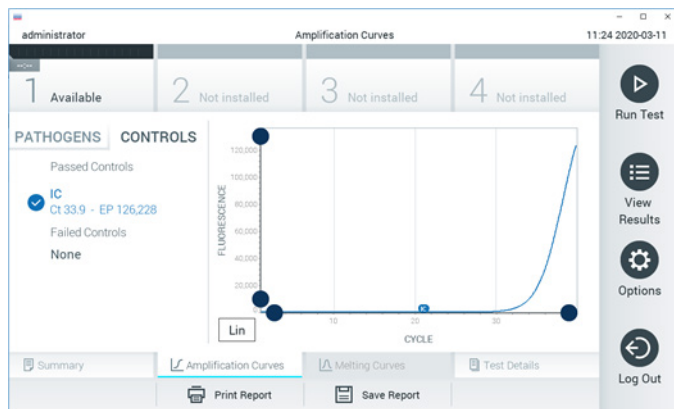 administrator
Amplification Curves
11:24 2020-03-11
--:--
1 Available
2 Not installed
3 Not installed
4 Not installed
Run Test
PATHOGENS
CONTROLS
Passed Controls
IC
Ct 33.9 - EP 126,228
Failed Controls
None
FLUORESCENCE
120,000
100,000
80,000
60,000
40,000
20,000
0
10
20
30
CYCLE
IC
Lin
View
Results
Options
Log Out
Summary
Amplification Curves
Melting Curves
Test Details
Print Report
Save Report